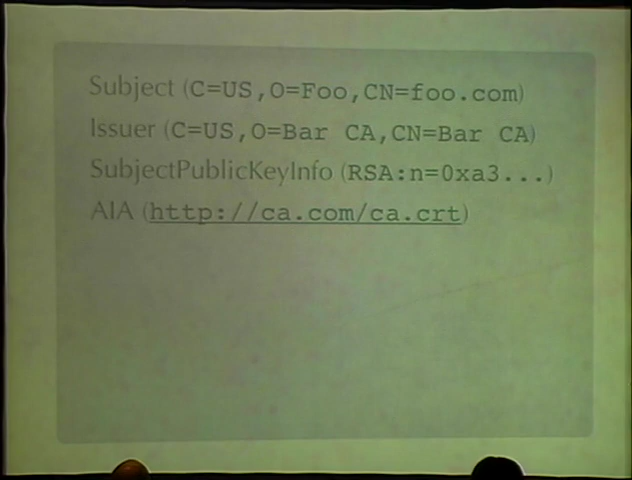 Subject (C=US,O=Foo,CN=foo.com)
Issuer (C=US,O=Bar CA,CN=Bar CA)
SubjectPublicKeyInfo (RSA:n=0xa3...)
AIA (http://ca.com/ca.crt)